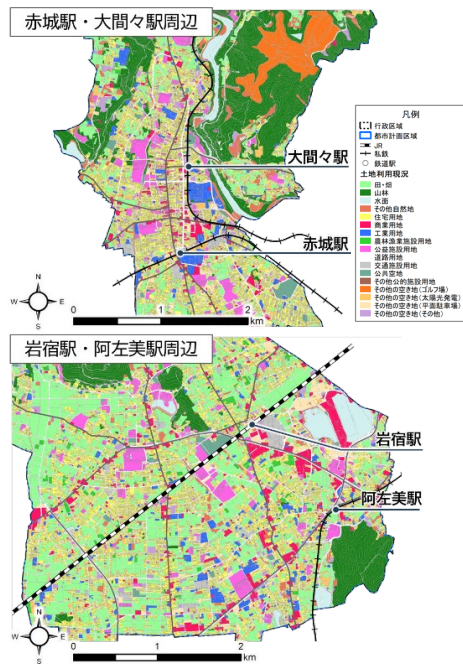 赤城駅・大間々駅周辺
大間々駅
赤城駅
N
W
E
S
0
1
2
km
凡例
行政区域
都市計画区域
JR
私鉄
鉄道駅
土地利用現況
田・畑
山林
水面
その他自然地
住宅用地
商業用地
工業用地
農林漁業施設用地
公益施設用地
道路用地
交通施設用地
公共空地
その他公的施設用地
その他の空き地(ゴルフ場)
その他の空き地(太陽光発電)
その他の空き地(平面駐車場)
その他の空き地(その他)
岩宿駅・阿左美駅周辺
岩宿駅
阿左美駅
N
W
E
S
0
1
2
km